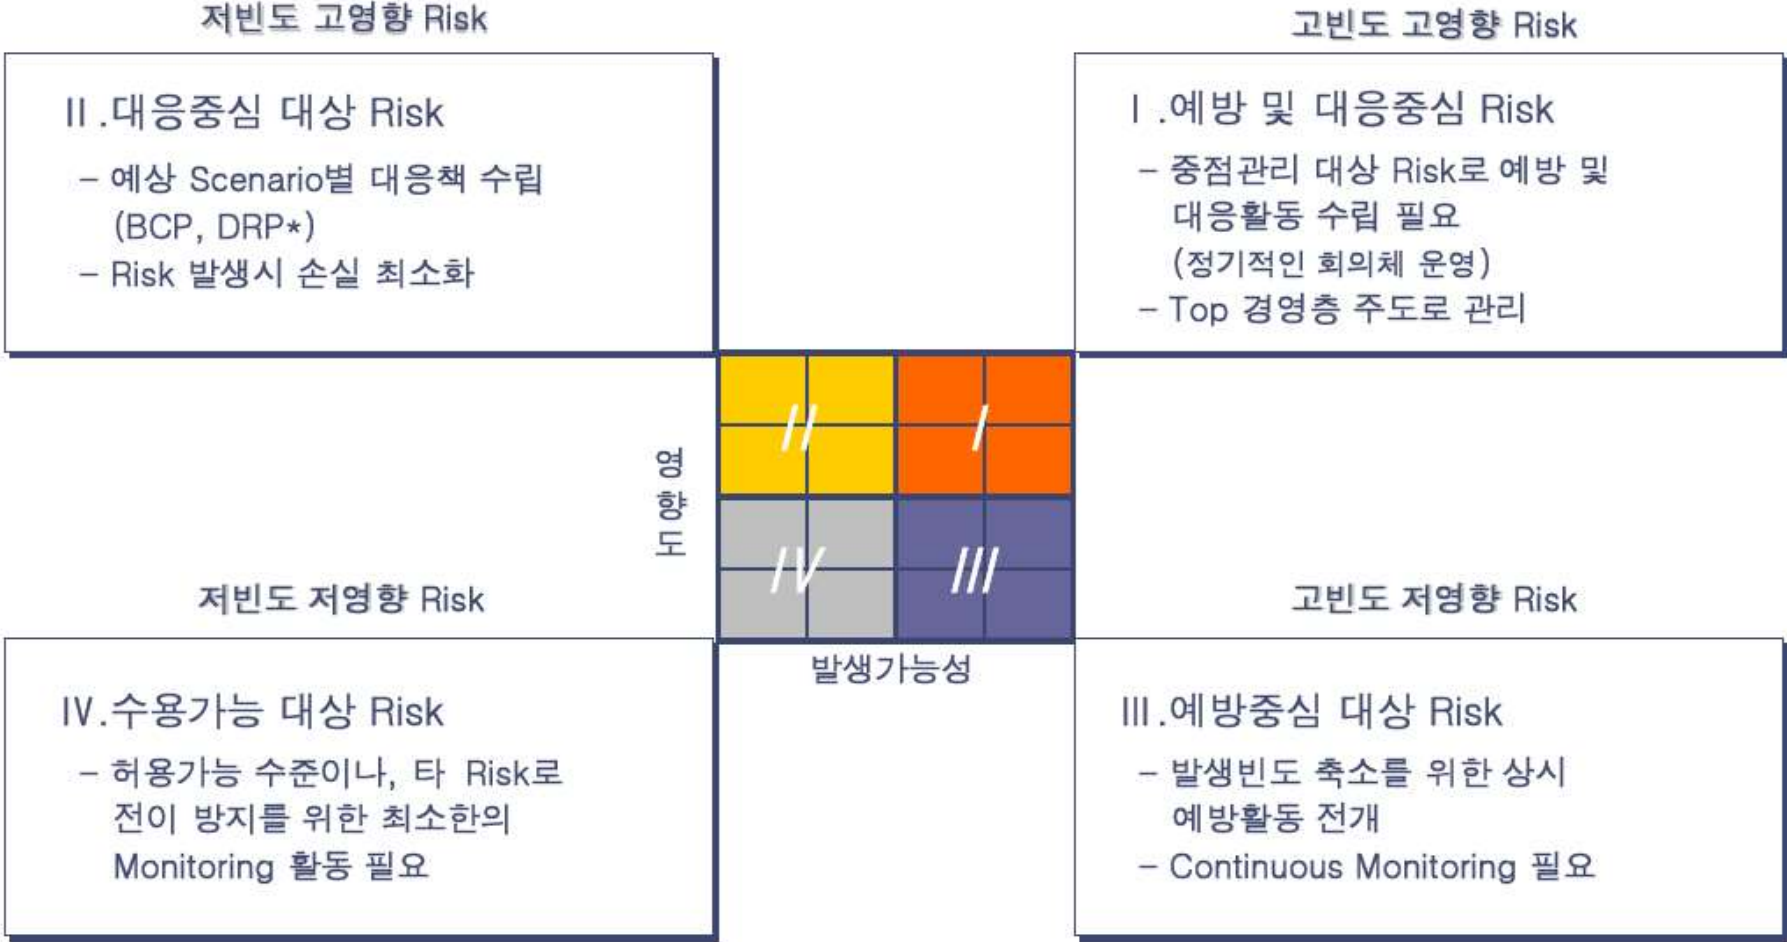 저빈도 고영향 Risk
II.대응중심 대상 Risk
– 예상 Scenario별 대응책 수립
(BCP, DRP*)
– Risk 발생시 손실 최소화
고빈도 고영향 Risk
I.예방 및 대응중심 Risk
– 중점관리 대상 Risk로 예방 및
대응활동 수립 필요
(정기적인 회의체 운영)
– Top 경영층 주도로 관리
영
향
도
II
I
IV
III
발생가능성
저빈도 저영향 Risk
IV.수용가능 대상 Risk
– 허용가능 수준이나, 타 Risk로
전이 방지를 위한 최소한의
Monitoring 활동 필요
고빈도 저영향 Risk
III.예방중심 대상 Risk
– 발생빈도 축소를 위한 상시
예방활동 전개
– Continuous Monitoring 필요